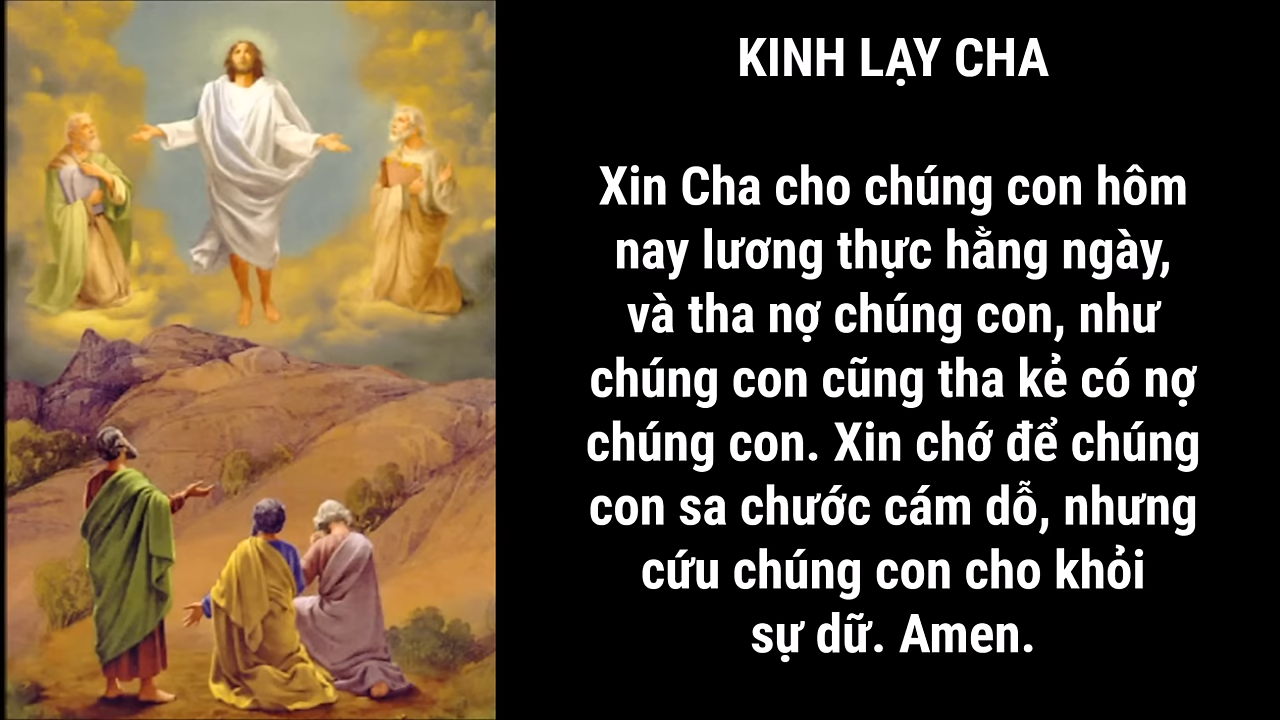 KINH LẠY CHA
Xin Cha cho chúng con hôm
nay lương thực hằng ngày,
và tha nợ chúng con, như
chúng con cũng tha kẻ có nợ
chúng con. Xin chớ để chúng
con sa chước cám dỗ, nhưng
cứu chúng con cho khỏi
sự dữ. Amen.